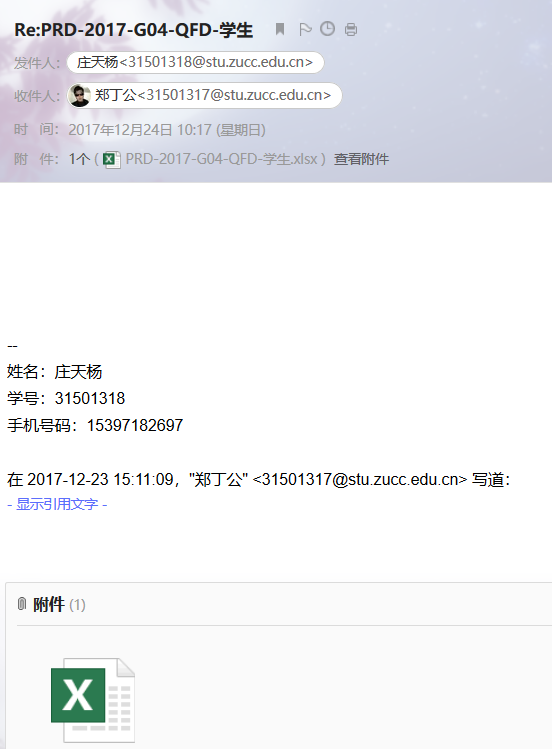 Re:PRD-2017-G04-QFD-学生
发件人：庄天杨<31501318@stu.zucc.edu.cn>
收件人：郑丁公<31501317@stu.zucc.edu.cn>
时 间：2017年12月24日 10:17 (星期日)
附 件：1个 ( PRD-2017-G04-QFD-学生.xlsx ) 查看附件
--
姓名：庄天杨
学号：31501318
手机号码：15397182697
在 2017-12-23 15:11:09，"郑丁公" <31501317@stu.zucc.edu.cn> 写道：
- 显示引用文字 -
附件 (1)
X